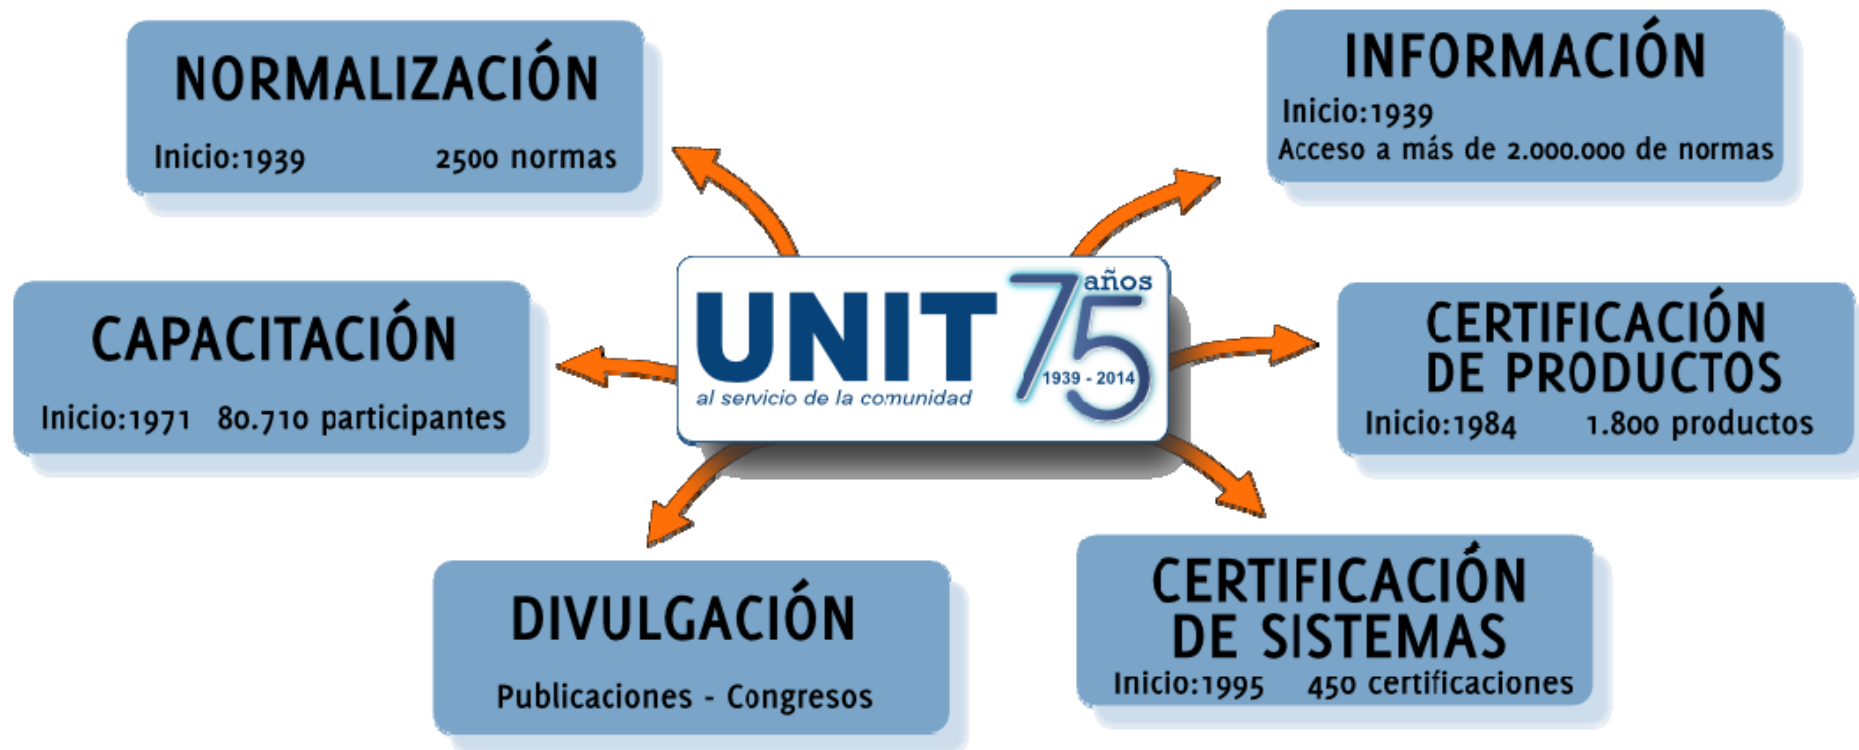 NORMALIZACIÓN
Inicio:1939 2500 normas
INFORMACIÓN
Inicio:1939
Acceso a más de 2.000.000 de normas
CAPACITACIÓN
Inicio:1971 80.710 participantes
UNIT
al servicio de la comunidad
75
años
1939 - 2014
CERTIFICACIÓN
DE PRODUCTOS
Inicio:1984 1.800 productos
DIVULGACIÓN
Publicaciones - Congresos
CERTIFICACIÓN
DE SISTEMAS
Inicio:1995 450 certificaciones